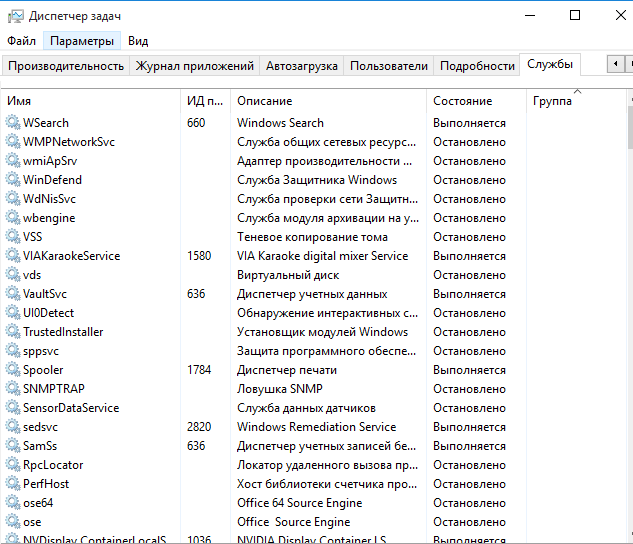 Диспетчер задач
Файл Параметры Вид
Производительность Журнал приложений Автозагрузка Пользователи Подробности Службы
Имя ИД п... Описание Состояние Группа
WSearch 660 Windows Search Выполняется
WMPNetworkSvc Служба общих сетевых ресурс... Остановлено
wmiApSrv Адаптер производительности ... Остановлено
WinDefend Служба Защитника Windows Остановлено
WdNisSvc Служба проверки сети Защитн... Остановлено
wbengine Служба модуля архивации на у... Остановлено
VSS Теневое копирование тома Остановлено
VIAKaraokeService 1580 VIA Karaoke digital mixer Service Выполняется
vds Виртуальный диск Остановлено
VaultSvc 636 Диспетчер учетных данных Выполняется
UI0Detect Обнаружение интерактивных с... Остановлено
TrustedInstaller Установщик модулей Windows Остановлено
sppsvc Защита программного обеспе... Остановлено
Spooler 1784 Диспетчер печати Выполняется
SNMPTRAP Ловушка SNMP Остановлено
SensorDataService Служба данных датчиков Остановлено
sedsvc 2820 Windows Remediation Service Выполняется
SamSs 636 Диспетчер учетных записей бе... Выполняется
RpcLocator Локатор удаленного вызова пр... Остановлено
PerfHost Хост библиотеки счетчика про... Остановлено
ose64 Office 64 Source Engine Остановлено
ose Office Source Engine Остановлено
NVDisplay.ContainerLocalS... 1036 NVIDIA Display Container LS Выполняется